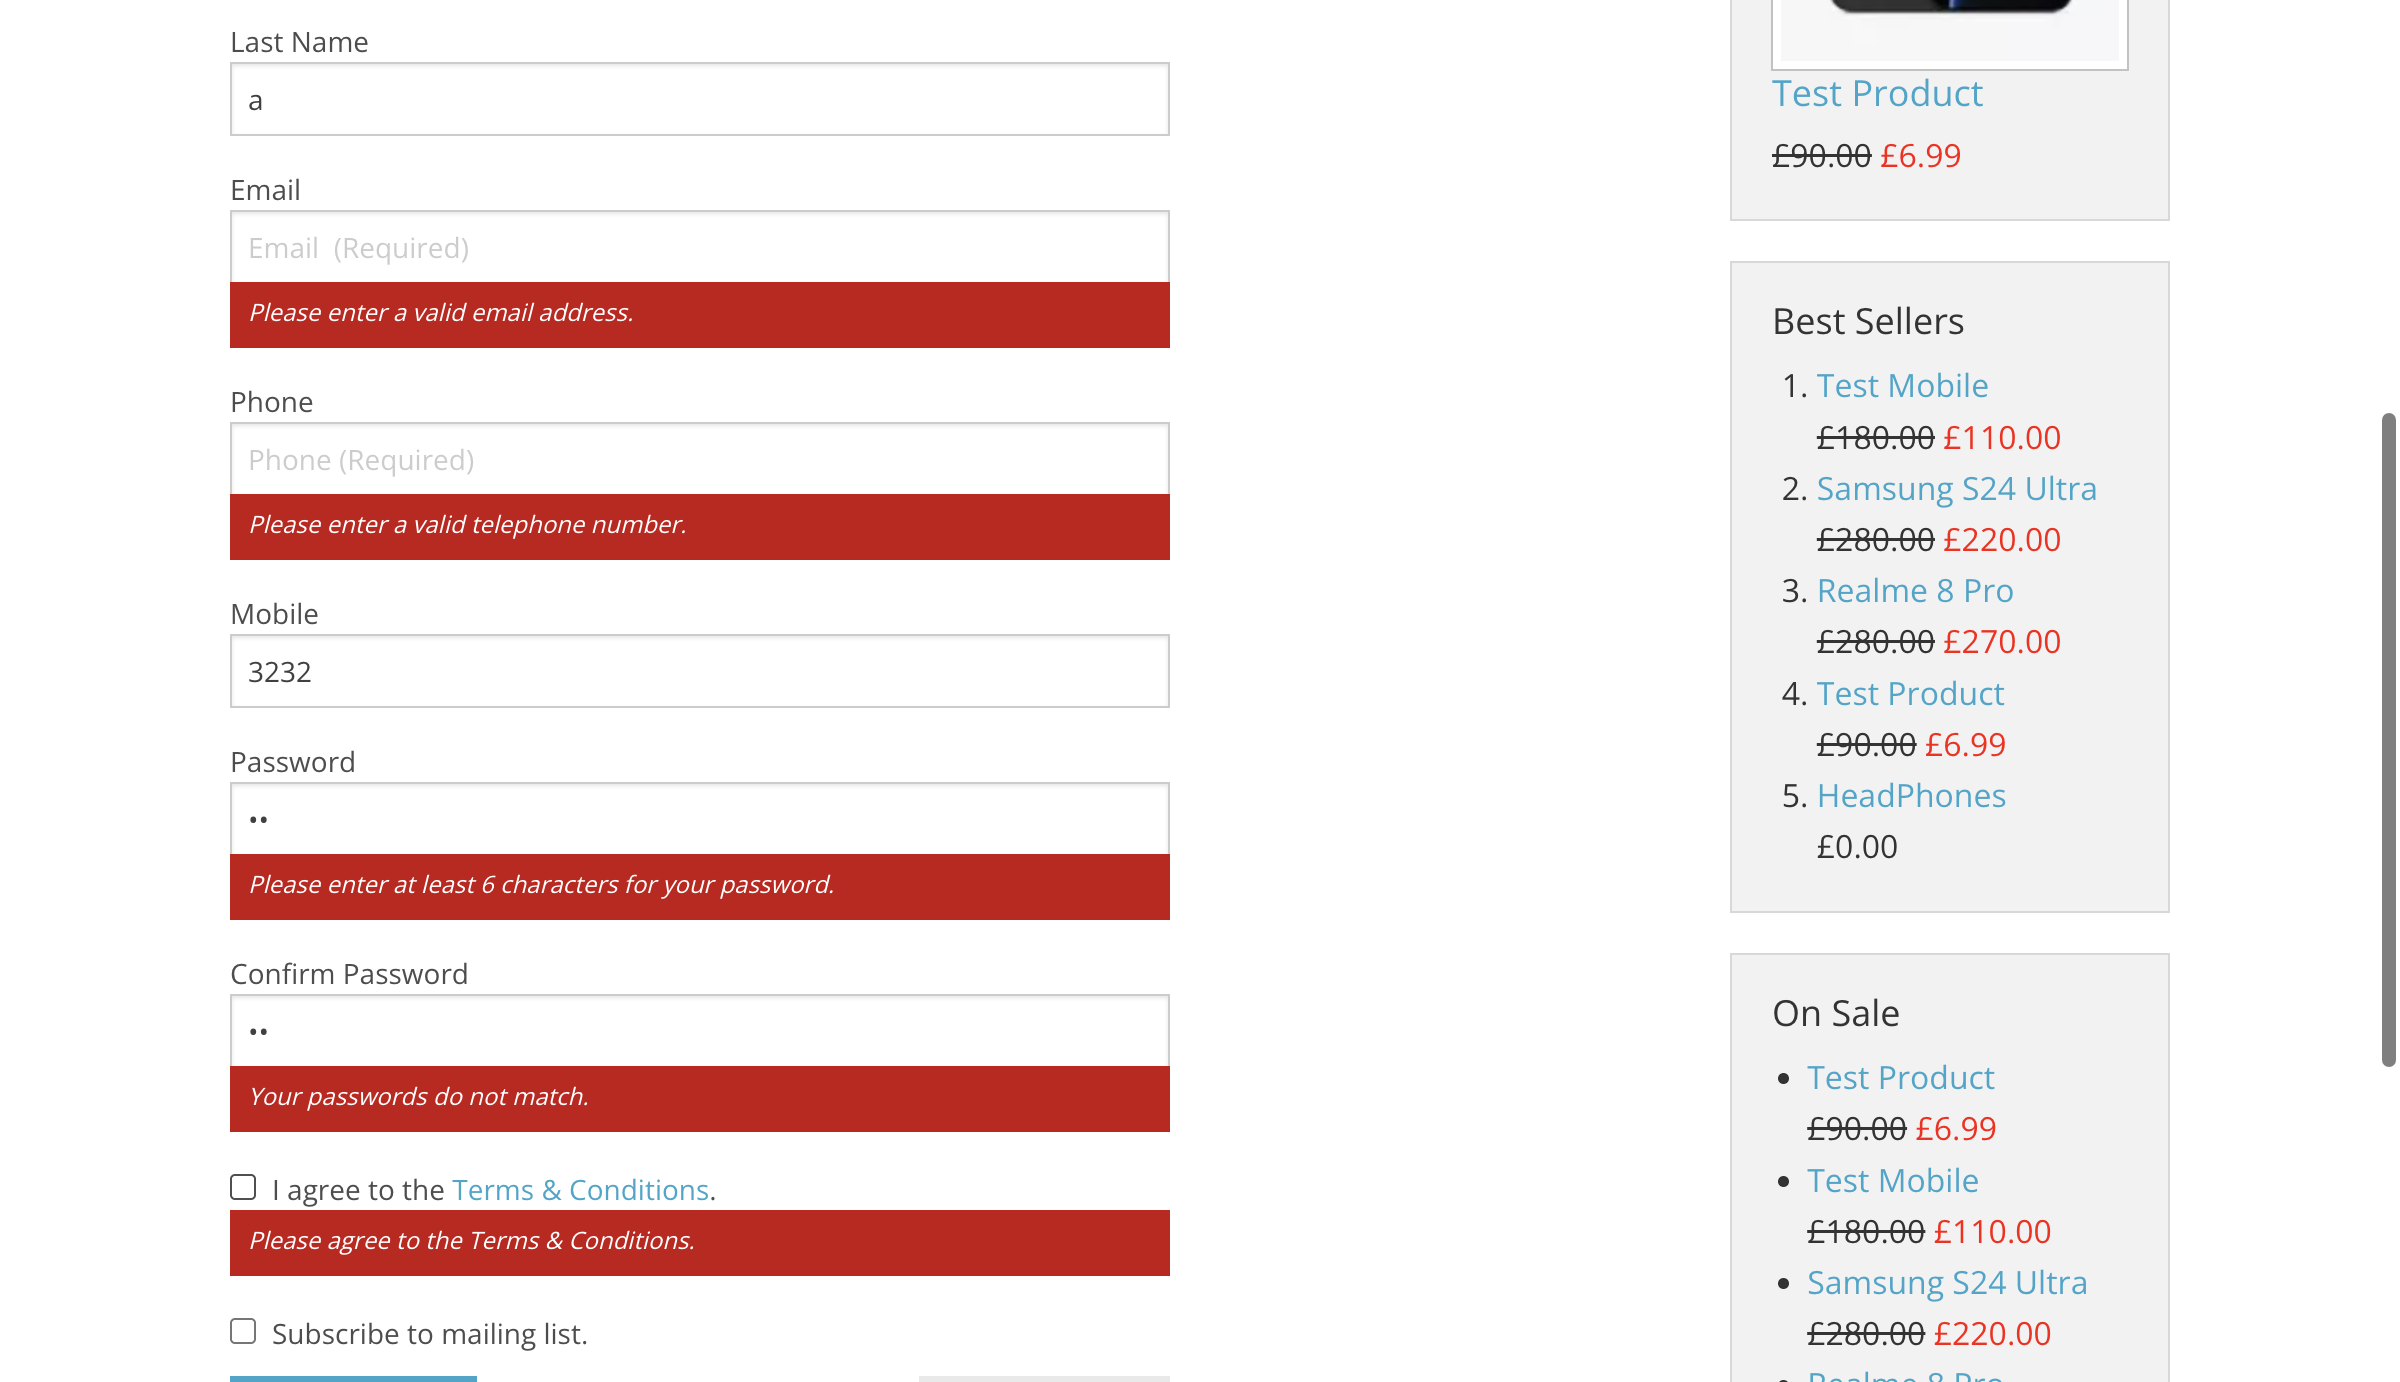 Last Name
a
Email
Email  (Required)
Please enter a valid email address.
Phone
Phone (Required)
Please enter a valid telephone number.
Mobile
3232
Password
••
Please enter at least 6 characters for your password.
Confirm Password
••
Your passwords do not match.
I agree to the Terms & Conditions.
Please agree to the Terms & Conditions.
Subscribe to mailing list.
Test Product
£90.00 £6.99
Best Sellers
1. Test Mobile
£180.00 £110.00
2. Samsung S24 Ultra
£280.00 £220.00
3. Realme 8 Pro
£280.00 £270.00
4. Test Product
£90.00 £6.99
5. HeadPhones
£0.00
On Sale
• Test Product
£90.00 £6.99
• Test Mobile
£180.00 £110.00
• Samsung S24 Ultra
£280.00 £220.00
• Realme 8 Pro